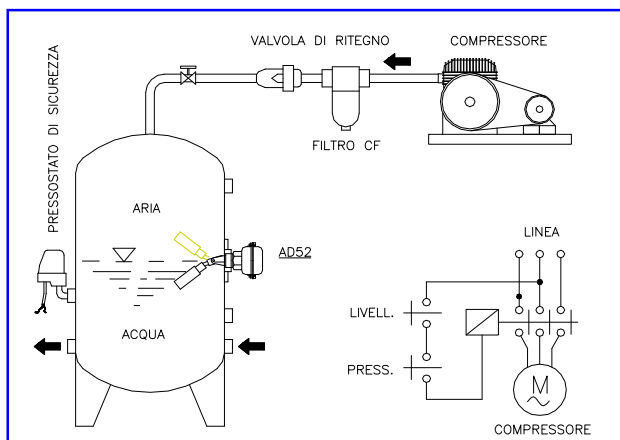 VALVOLA DI RITEGNO
COMPRESSORE
PRESSOSTATO DI SICUREZZA
FILTRO CF
ARIA
AD52
LINEA
LIVELL.
ACQUA
PRESS.
M
COMPRESSORE